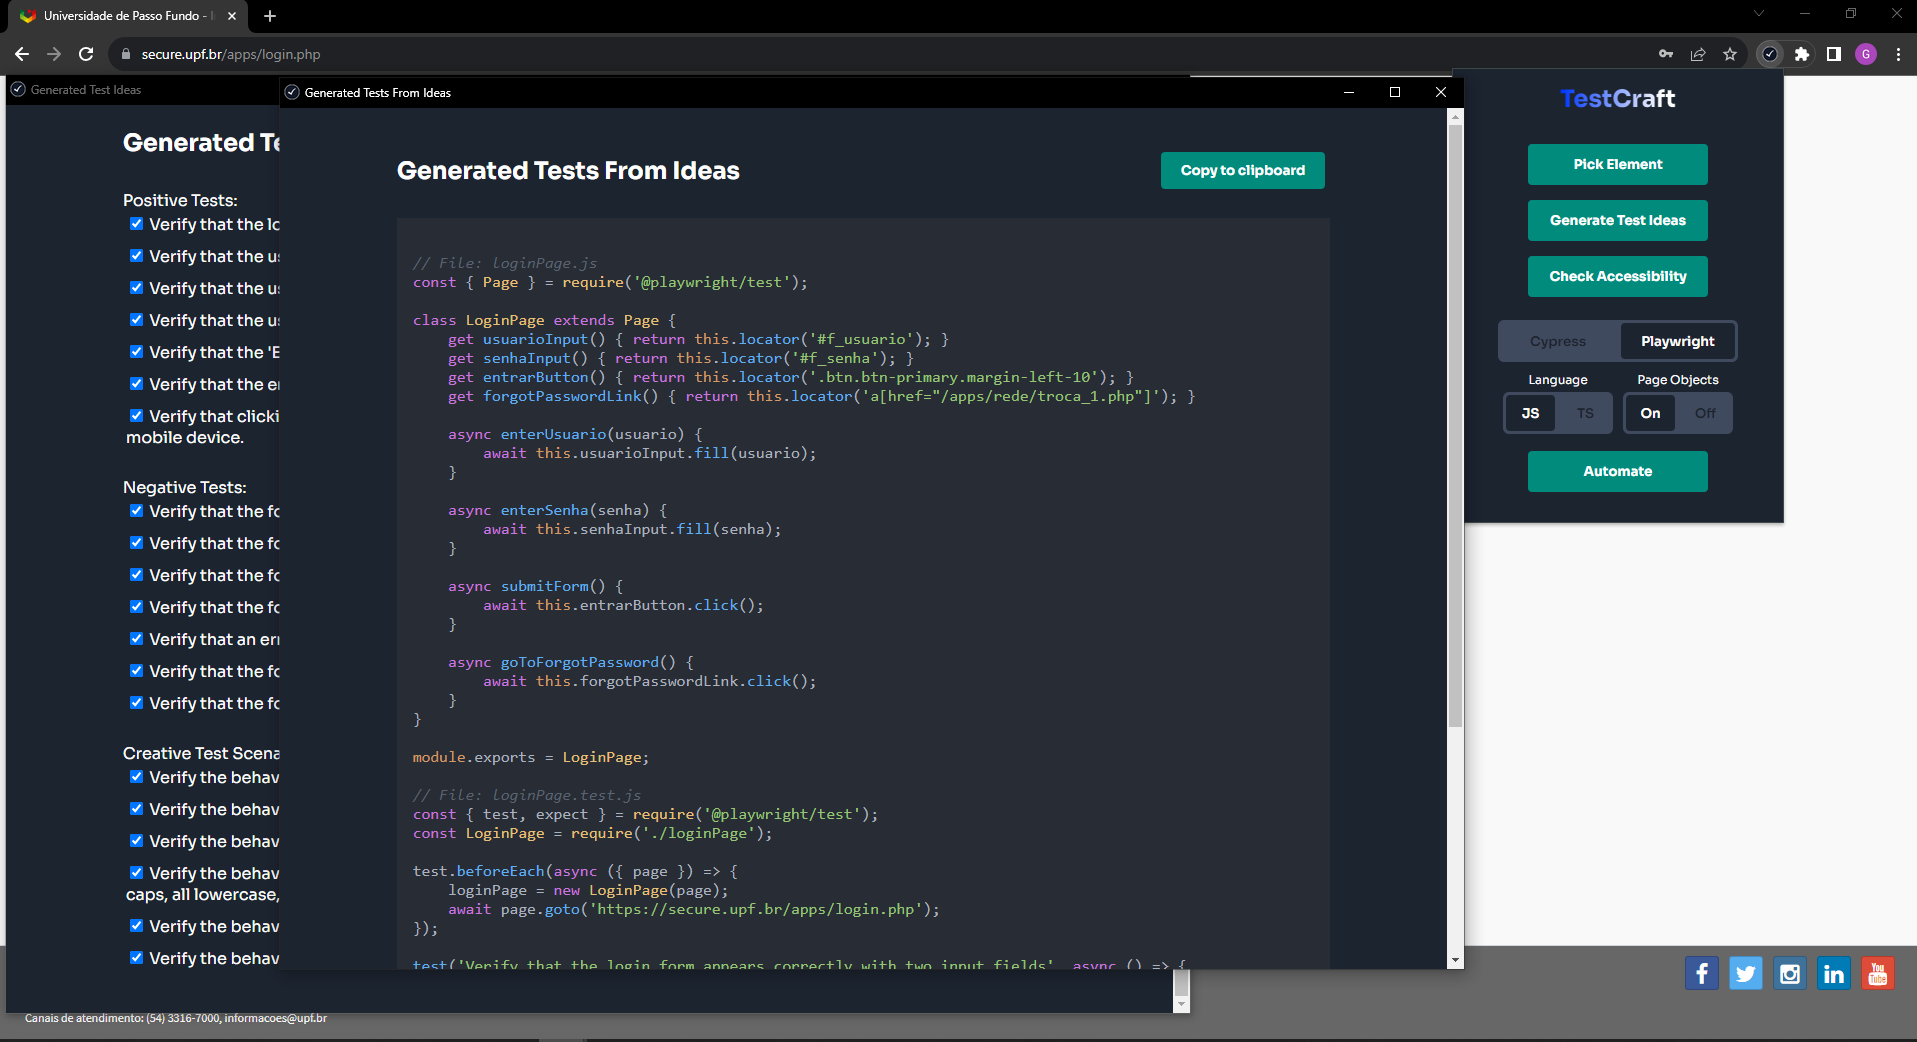 Universidade de Passo Fundo - I
secure.upf.br/apps/login.php
G
Generated Test Ideas
Generated Te
Positive Tests:
Verify that the lo
Verify that the us
Verify that the us
Verify that the us
Verify that the 'E
Verify that the er
Verify that clicki
mobile device.
Negative Tests:
Verify that the fo
Verify that the fo
Verify that the fo
Verify that the fo
Verify that an err
Verify that the fo
Verify that the fo
Creative Test Scena
Verify the behav
Verify the behav
Verify the behav
Verify the behav
caps, all lowercase,
Verify the behav
Verify the behav
Generated Tests From Ideas
Generated Tests From Ideas
Copy to clipboard
// File: loginPage.js
const { Page } = require('@playwright/test');
class LoginPage extends Page {
get usuarioInput() { return this.locator('#f_usuario'); }
get senhaInput() { return this.locator('#f_senha'); }
get entrarButton() { return this.locator('.btn.btn-primary.margin-left-10'); }
get forgotPasswordLink() { return this.locator('a[href="/apps/rede/troca_1.php"]'); }
async enterUsuario(usuario) {
await this.usuarioInput.fill(usuario);
}
async enterSenha(senha) {
await this.senhaInput.fill(senha);
}
async submitForm() {
await this.entrarButton.click();
}
async goToForgotPassword() {
await this.forgotPasswordLink.click();
}
}
module.exports = LoginPage;
// File: loginPage.test.js
const { test, expect } = require('@playwright/test');
const LoginPage = require('./loginPage');
test.beforeEach(async ({ page }) => {
loginPage = new LoginPage(page);
await page.goto('https://secure.upf.br/apps/login.php');
});
test('Verify that the login form appears correctly with two input fields', async () => {
TestCraft
Pick Element
Generate Test Ideas
Check Accessibility
Cypress Playwright
Language Page Objects
JS TS On Off
Automate
Canais de atendimento: (54) 3316-7000, informacoes@upf.br
f in You Tube